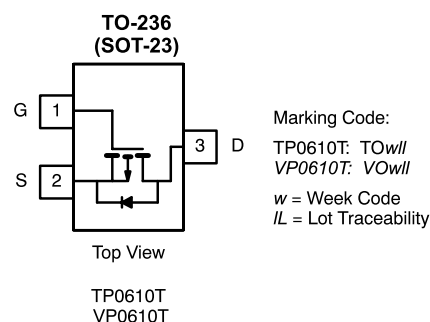 TO-236
(SOT-23)
G 1
3 D
S 2
Top View
TP0610T
VP0610T
Marking Code:
TP0610T: TOwll
VP0610T: VOwll
w = Week Code
lL = Lot Traceability